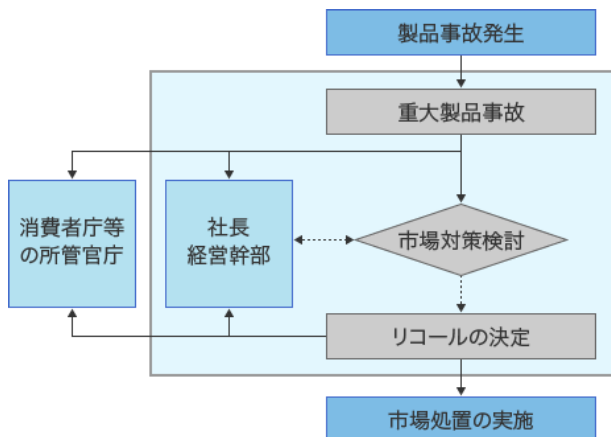 製品事故発生
重大製品事故
消費者庁等
の所管官庁
社長
経営幹部
市場対策検討
リコールの決定
市場処置の実施